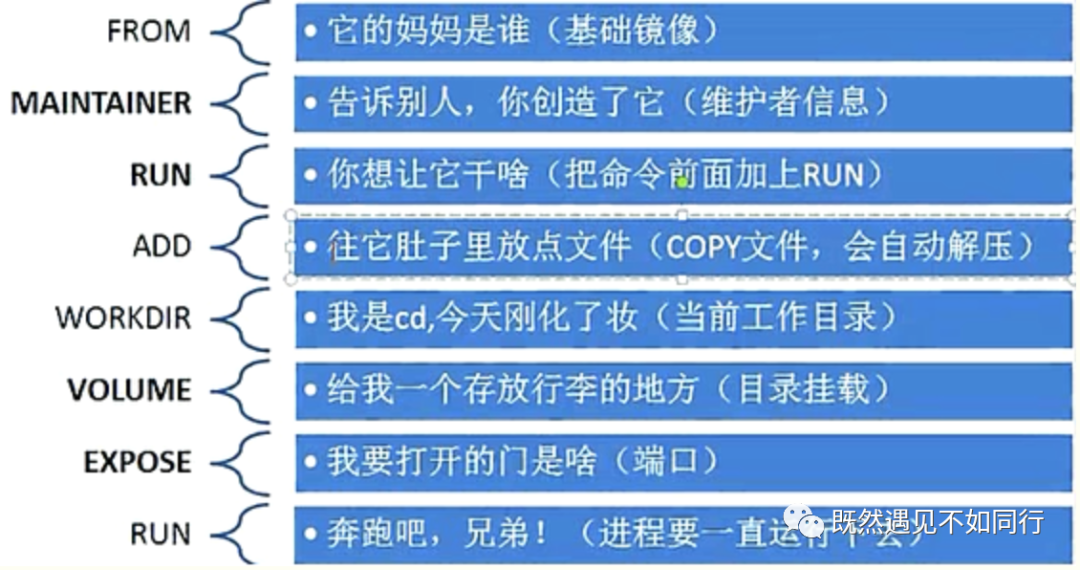 FROM
• 它的妈妈是谁（基础镜像）
MAINTAINER
• 告诉别人，你创造了它（维护者信息）
RUN
• 你想让它干啥（把命令前面加上RUN）
ADD
• 往它肚子里放点文件（COPY文件，会自动解压）
WORKDIR
• 我是cd,今天刚化了妆（当前工作目录）
VOLUME
• 给我一个存放行李的地方（目录挂载）
EXPOSE
• 我要打开的门是啥（端口）
RUN
• 奔跑吧，兄弟！（进程要一直运行下去）
既然遇见不如同行